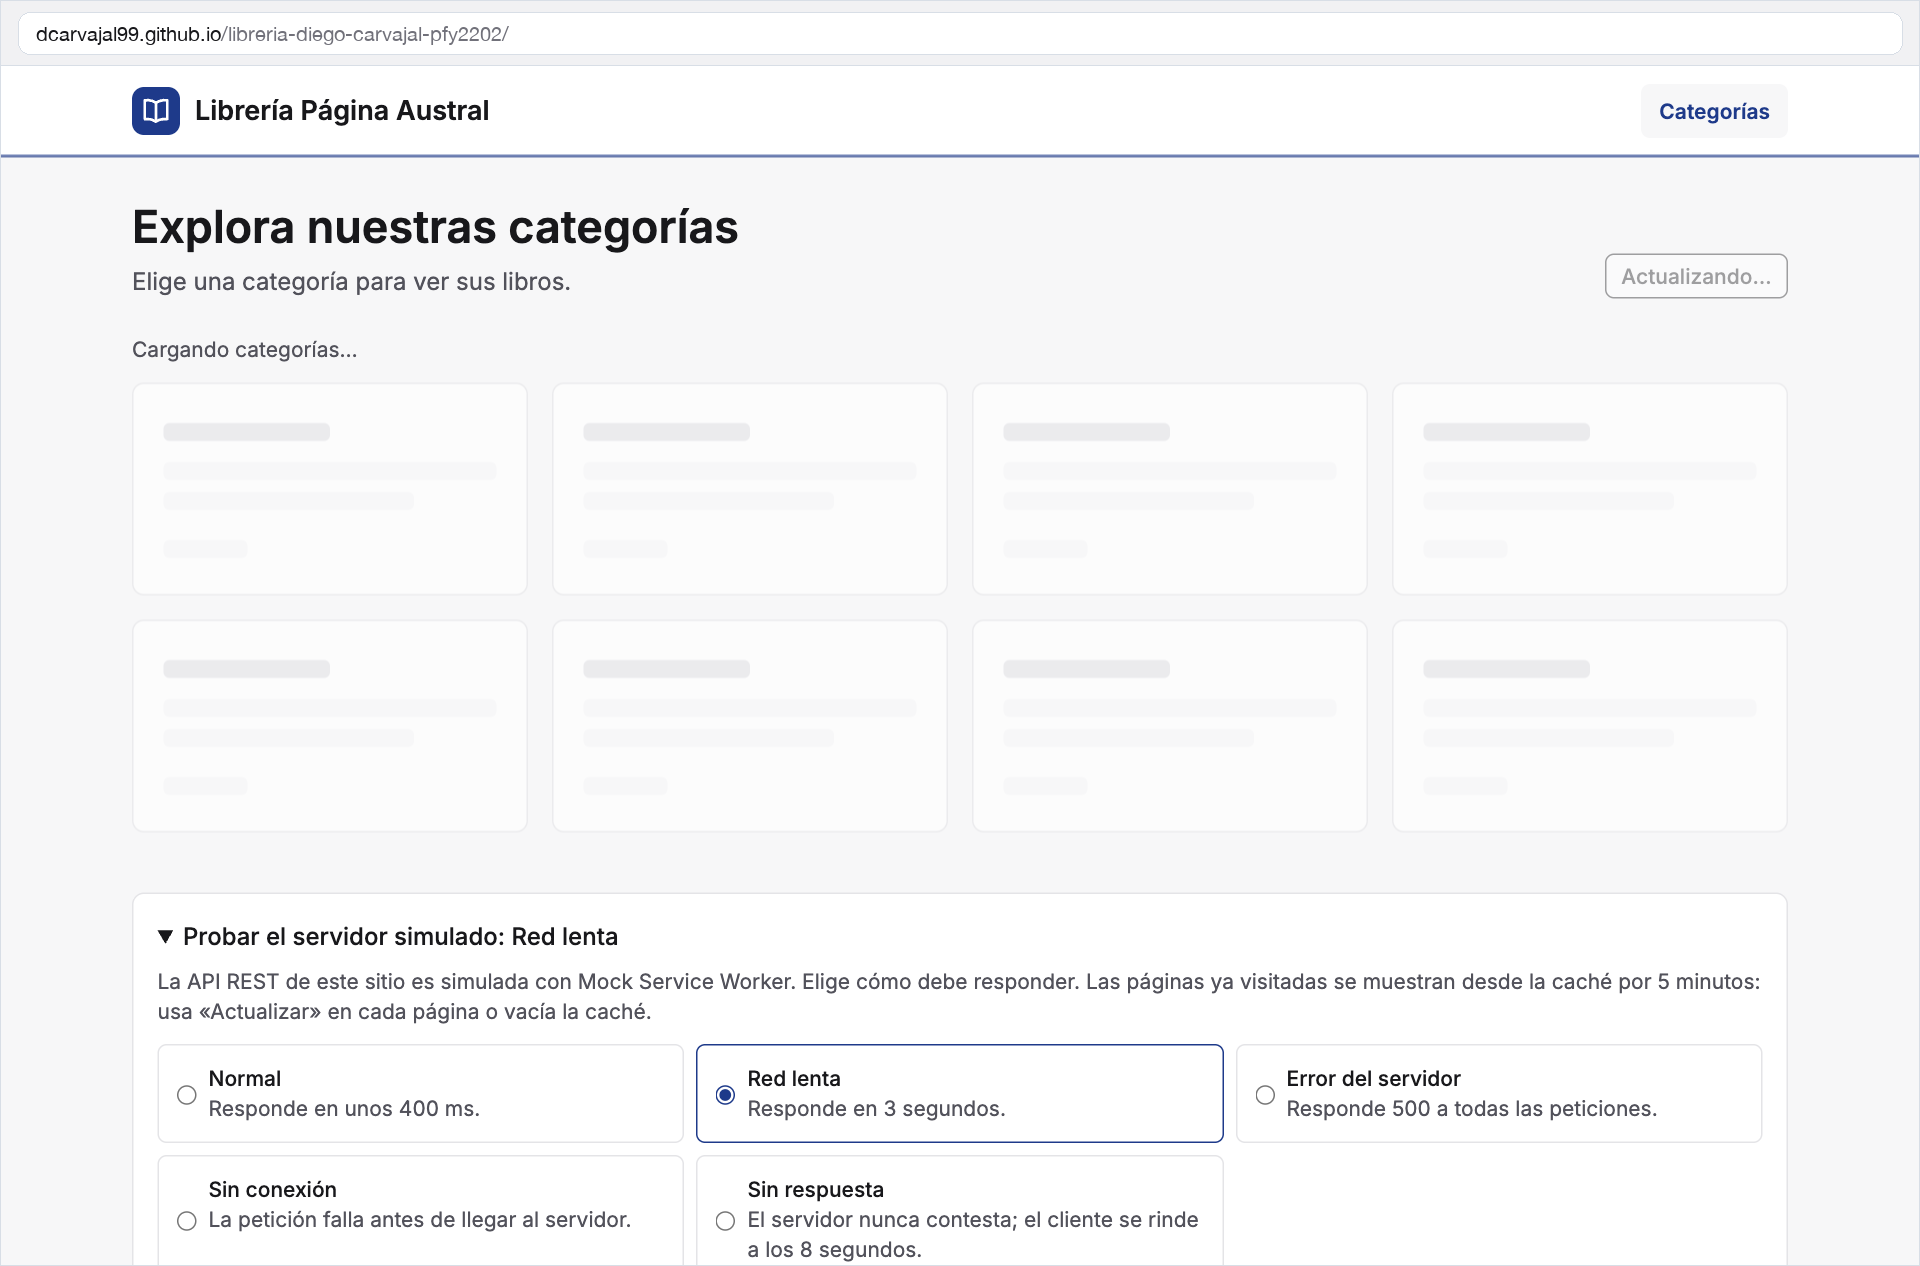 dcarvajal99.github.io/libreria-diego-carvajal-pfy2202/
Librería Página Austral
Categorías
Explora nuestras categorías
Elige una categoría para ver sus libros.
Actualizando...
Cargando categorías...
Probar el servidor simulado: Red lenta
La API REST de este sitio es simulada con Mock Service Worker. Elige cómo debe responder. Las páginas ya visitadas se muestran desde la caché por 5 minutos:
usa «Actualizar» en cada página o vacía la caché.
Normal
Responde en unos 400 ms.
Red lenta
Responde en 3 segundos.
Error del servidor
Responde 500 a todas las peticiones.
Sin conexión
La petición falla antes de llegar al servidor.
Sin respuesta
El servidor nunca contesta; el cliente se rinde
a los 8 segundos.